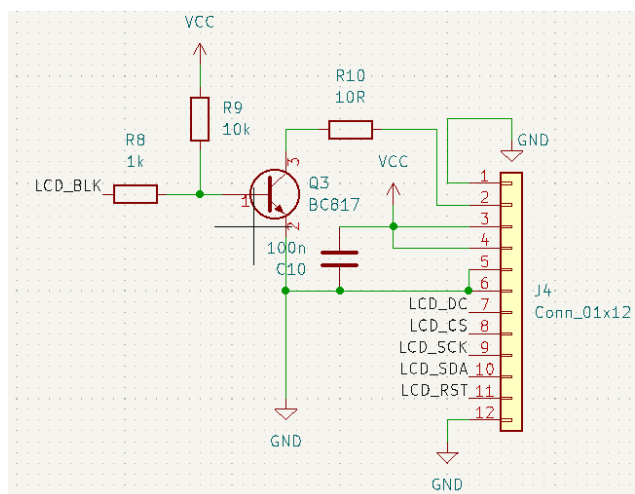 VCC
R10
10R
R9
10k
GND
R8
1k
VCC
1
3
LCD_BLK
Q3
2
1
BC817
3
2
4
100n
5
C10
6
J4
LCD_DC
7
Conn_01x12
LCD_CS
8
LCD_SCK
9
LCD_SDA
10
LCD_RST
11
12
GND
GND